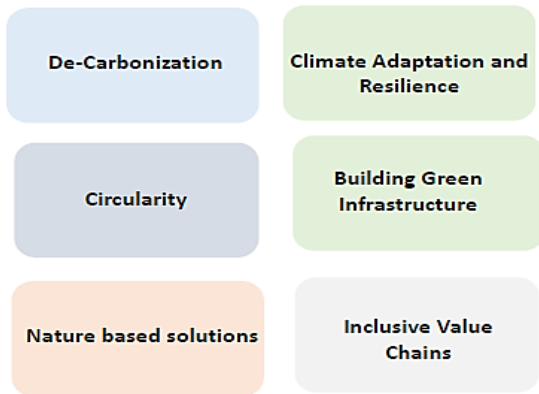 De-Carbonization
Climate Adaptation and
Resilience
Circularity
Building Green
Infrastructure
Nature based solutions
Inclusive Value
Chains